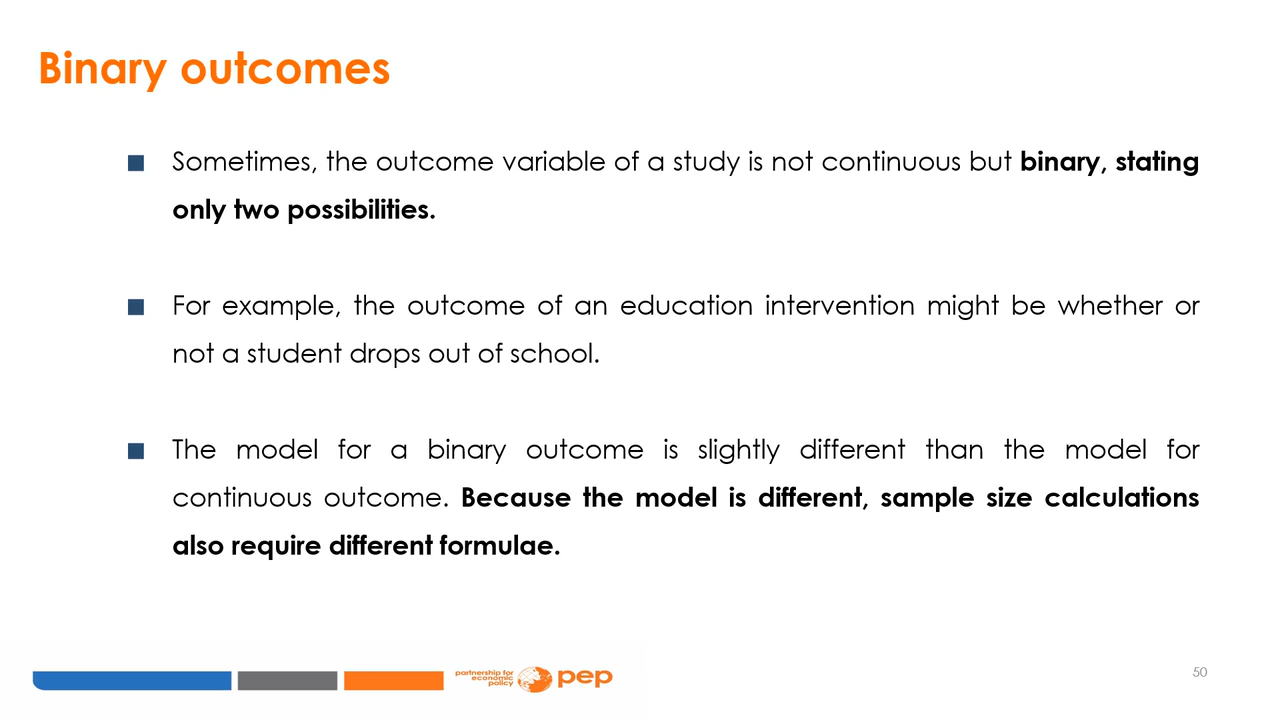 Binary outcomes
Sometimes, the outcome variable of a study is not continuous but binary, stating
only two possibilities.
For example, the outcome of an education intervention might be whether or
not a student drops out of school.
The model for a binary outcome is slightly different than the model for
continuous outcome. Because the model is different, sample size calculations
also require different formulae.
partnership for
economic
policy
pep
50